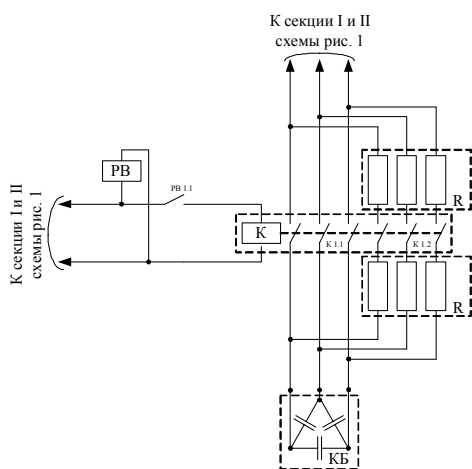 К секции I и II
схемы рис. 1
РВ
РВ 1.1
К секции I и II
схемы рис. 1
К
К 1.1
К 1.2
R
R
КБ